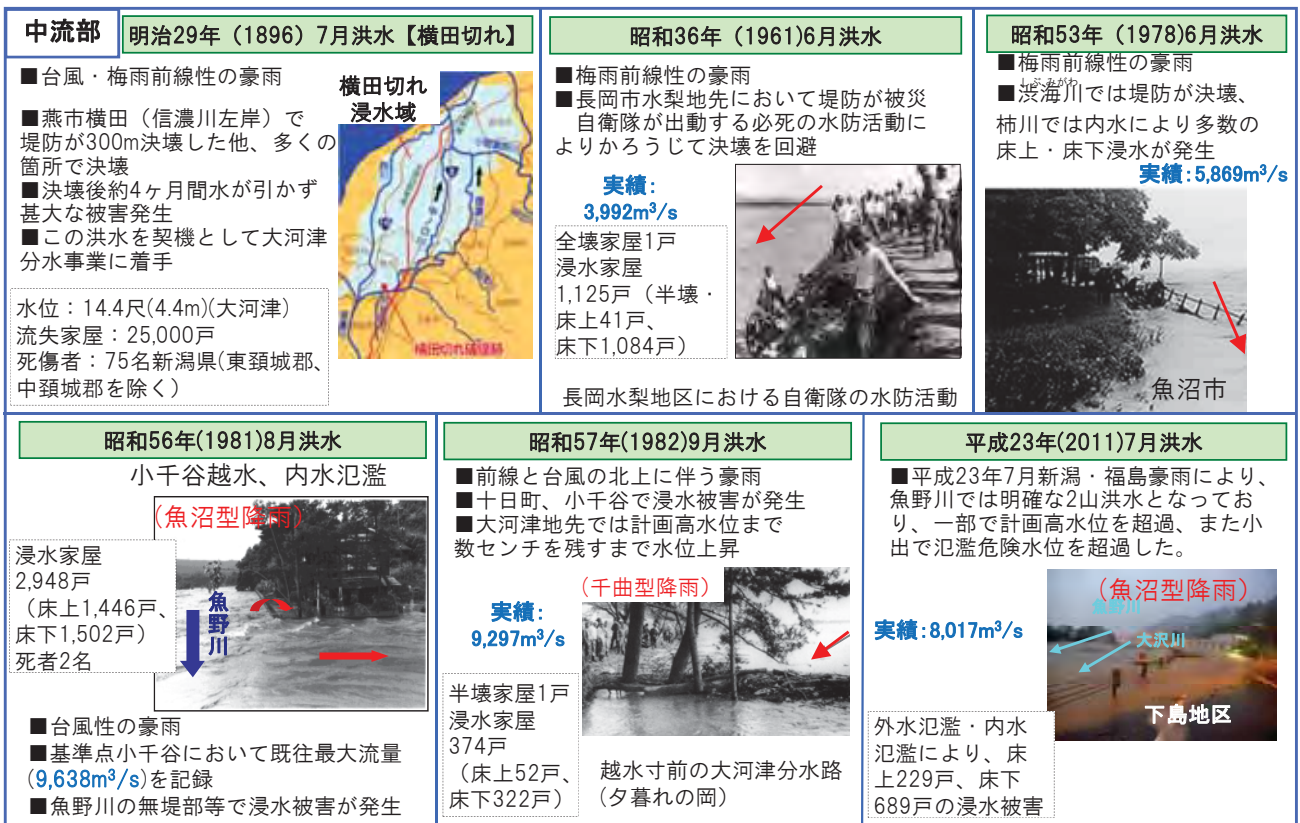 中流部
明治29年（1896）7月洪水【横田切れ】
■台風・梅雨前線性の豪雨
■燕市横田（信濃川左岸）で
堤防が300m決壊した他、多くの
箇所で決壊
■決壊後約4ヶ月間水が引かず
甚大な被害発生
■この洪水を契機として大河津
分水事業に着手
横田切れ
浸水域
横田切れ破堤跡
水位：14.4尺(4.4m)(大河津)
流失家屋：25,000戸
死傷者：75名新潟県(東頚城郡、
中頚城郡を除く）
昭和36年（1961)6月洪水
■梅雨前線性の豪雨
■長岡市水梨地先において堤防が被災
自衛隊が出動する必死の水防活動に
よりかろうじて決壊を回避
実績：
3,992m³/s
全壊家屋1戸
浸水家屋
1,125戸（半壊・
床上41戸、
床下1,084戸）
長岡水梨地区における自衛隊の水防活動
昭和53年（1978)6月洪水
■梅雨前線性の豪雨
しぶみがわ
■渋海川では堤防が決壊、
柿川では内水により多数の
床上・床下浸水が発生
実績：5,869m³/s
魚沼市
昭和56年(1981)8月洪水
小千谷越水、内水氾濫
（魚沼型降雨）
浸水家屋
2,948戸
（床上1,446戸、
床下1,502戸）
死者2名
魚野川
■台風性の豪雨
■基準点小千谷において既往最大流量
(9,638m³/s)を記録
■魚野川の無堤部等で浸水被害が発生
昭和57年(1982)9月洪水
■前線と台風の北上に伴う豪雨
■十日町、小千谷で浸水被害が発生
■大河津地先では計画高水位まで
数センチを残すまで水位上昇
（千曲型降雨）
実績：
9,297m³/s
半壊家屋1戸
浸水家屋
374戸
（床上52戸、
床下322戸）
越水寸前の大河津分水路
（夕暮れの岡）
平成23年(2011)7月洪水
■平成23年7月新潟・福島豪雨により、
魚野川では明確な2山洪水となってお
り、一部で計画高水位を超過、また小
出で氾濫危険水位を超過した。
（魚沼型降雨）
魚野川
大沢川
実績：8,017m³/s
下島地区
外水氾濫・内水
氾濫により、床
上229戸、床下
689戸の浸水被害